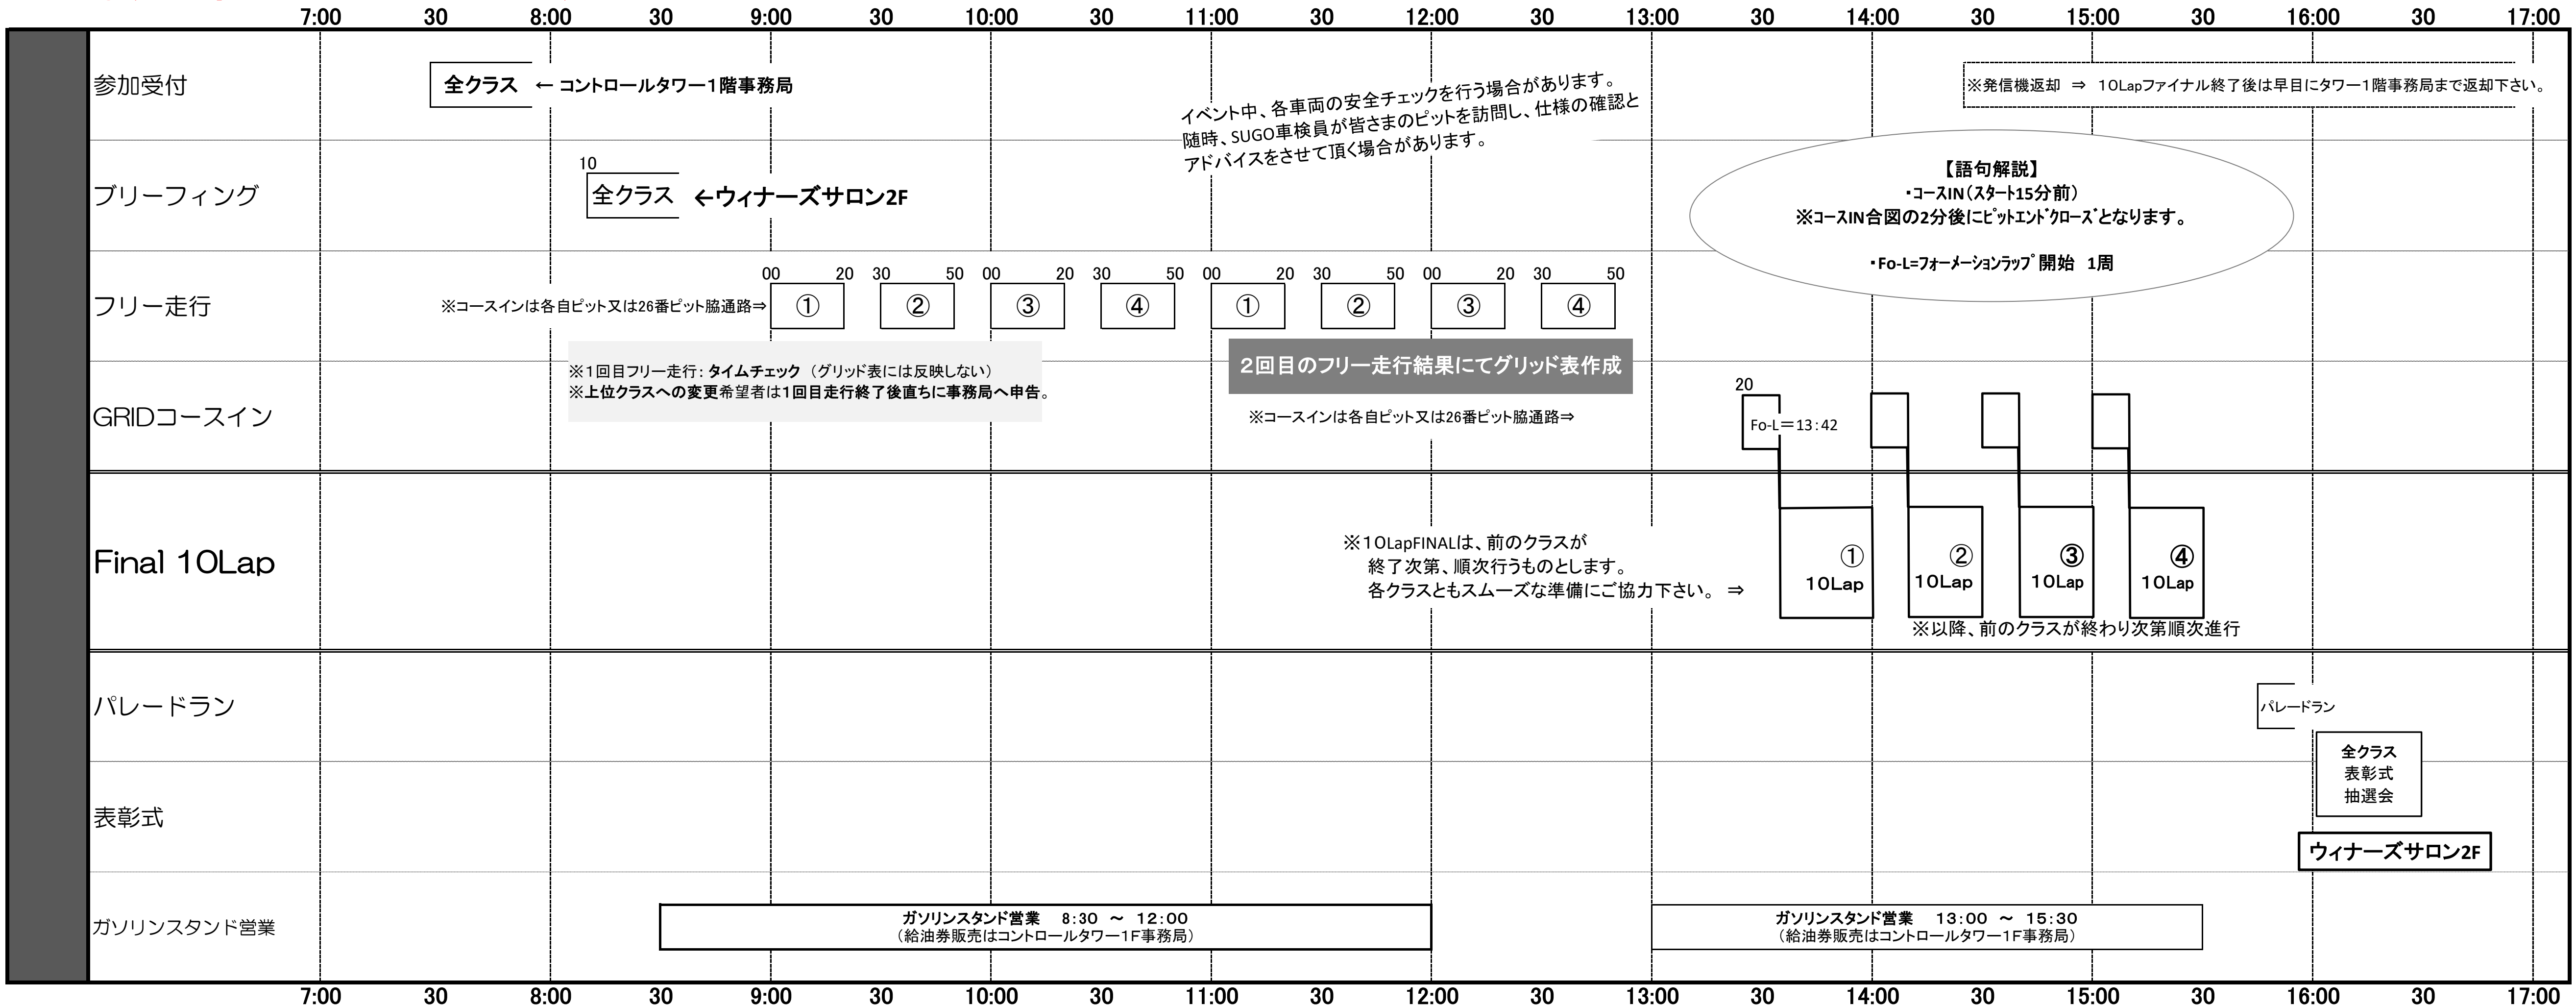 7:00 30 8:00 30 9:00 30 10:00 30 11:00 30 12:00 30 13:00 30 14:00 30 15:00 30 16:00 30 17:00
参加受付
全クラス ← コントロールタワー1階事務局
イベント中、各車両の安全チェックを行う場合があります。
随時、SUGO車検員が皆さまのピットを訪問し、仕様の確認と
アドバイスをさせて頂く場合があります。
※発信機返却 ⇒ 10Lapファイナル終了後は早目にタワー1階事務局まで返却下さい。
ブリーフィング
10
全クラス ←ウィナーズサロン2F
【語句解説】
・ｺｰｽIN（ｽﾀｰﾄ15分前）
※ｺｰｽIN合図の2分後にﾋﾟｯﾄｴﾝﾄﾞｸﾛｰｽﾞとなります。
・Fo-L=ﾌｫｰﾒｰｼｮﾝﾗｯﾌﾟ開始 1周
フリー走行
※コースインは各自ピット又は26番ピット脇通路⇒
00 20 30 50 00 20 30 50 00 20 30 50 00 20 30 50
① ② ③ ④ ① ② ③ ④
※１回目フリー走行：タイムチェック （グリッド表には反映しない）
※上位クラスへの変更希望者は1回目走行終了後直ちに事務局へ申告。
２回目のフリー走行結果にてグリッド表作成
GRIDコースイン
※コースインは各自ピット又は26番ピット脇通路⇒
20
Fo-L＝13：42
Final 10Lap
※１０LapFINALは、前のクラスが
終了次第、順次行うものとします。
各クラスともスムーズな準備にご協力下さい。 ⇒
① ② ③ ④
10Lap 10Lap 10Lap 10Lap
※以降、前のクラスが終わり次第順次進行
パレードラン
パレードラン
表彰式
全クラス
表彰式
抽選会
ウィナーズサロン2F
ガソリンスタンド営業
ガソリンスタンド営業 8:30 ～ 12:00
（給油券販売はコントロールタワー1F事務局）
ガソリンスタンド営業 13:00 ～ 15:30
（給油券販売はコントロールタワー1F事務局）
7:00 30 8:00 30 9:00 30 10:00 30 11:00 30 12:00 30 13:00 30 14:00 30 15:00 30 16:00 30 17:00